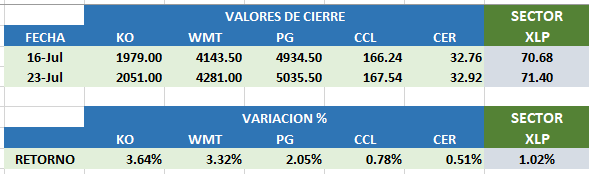 VALORES DE CIERRE SECTOR
FECHA KO WMT PG CCL CER XLP
16-Jul 1979.00 4143.50 4934.50 166.24 32.76 70.68
23-Jul 2051.00 4281.00 5035.50 167.54 32.92 71.40
VARIACION % SECTOR
KO WMT PG CCL CER XLP
RETORNO 3.64% 3.32% 2.05% 0.78% 0.51% 1.02%